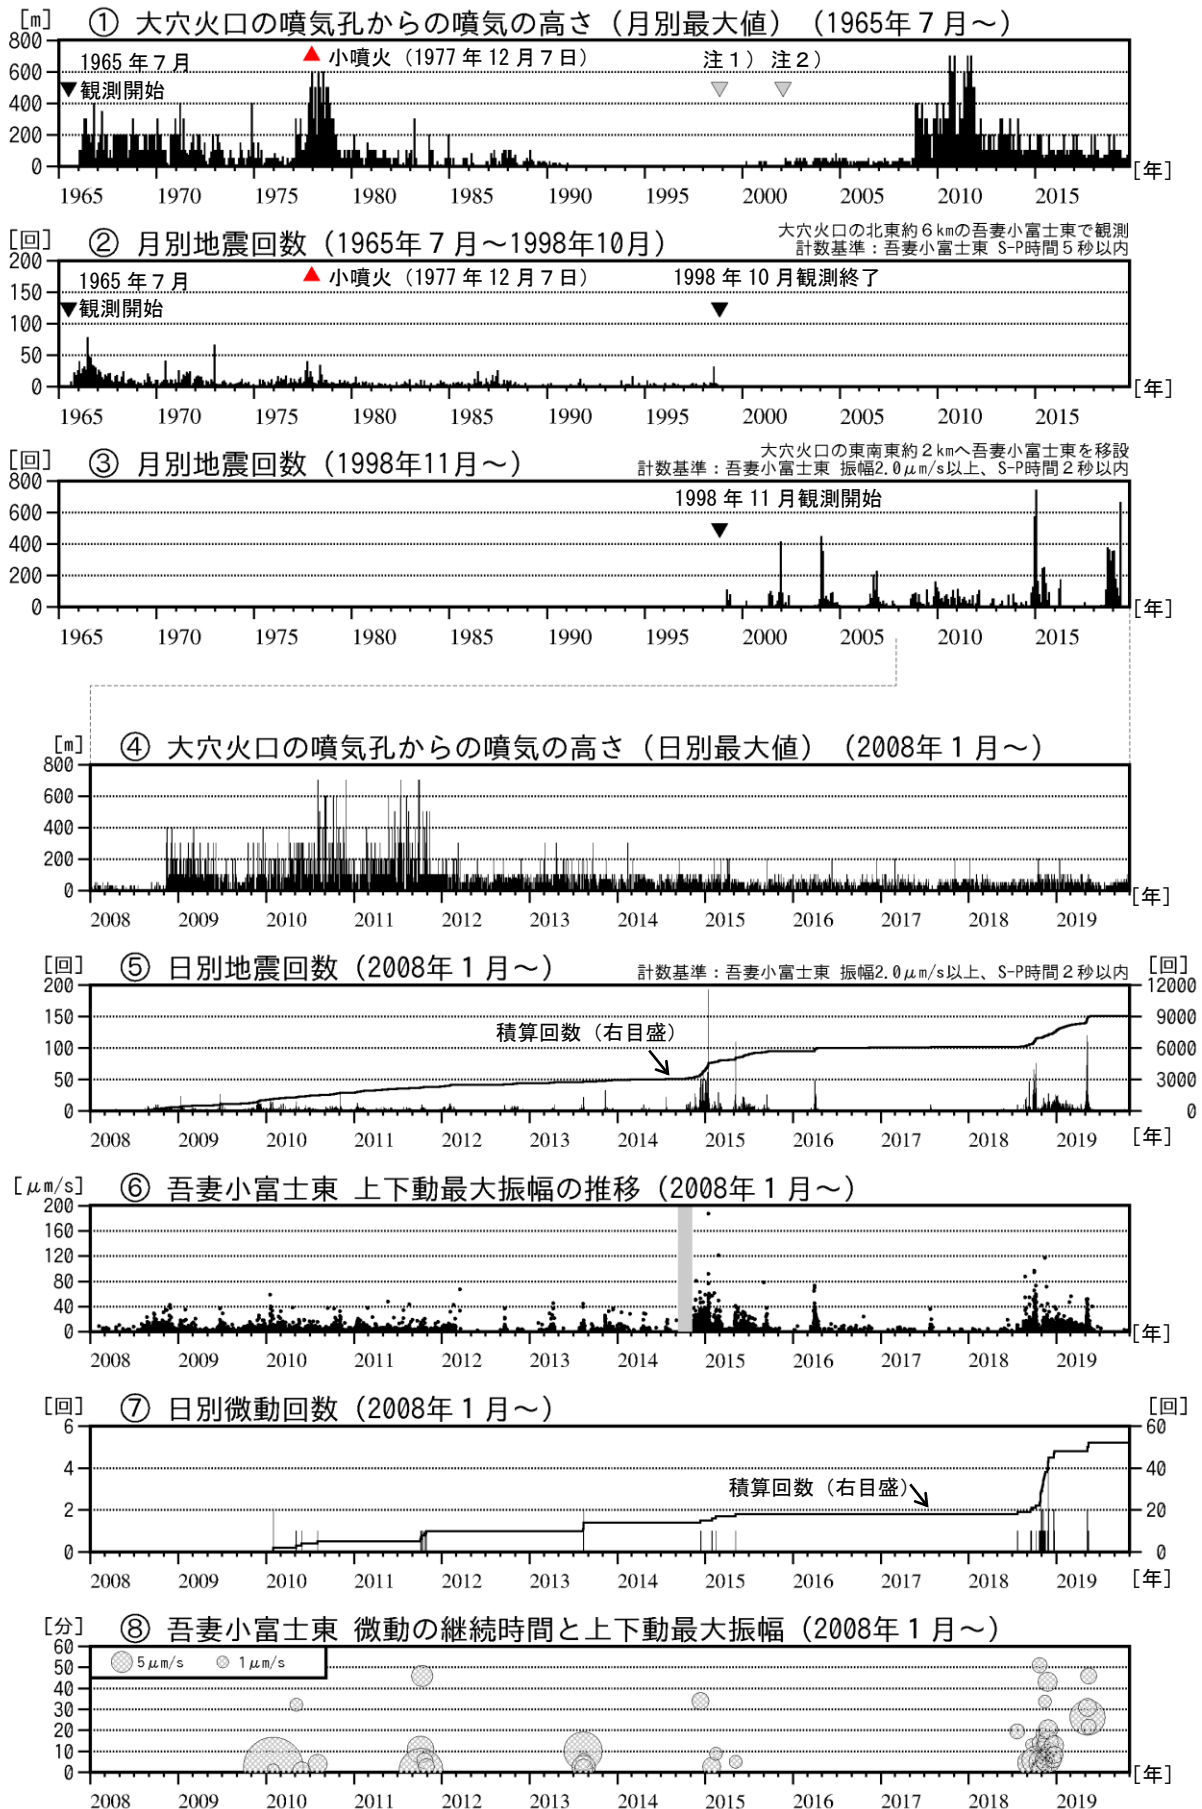 [m] ① 大穴火口の噴気孔からの噴気の高さ（月別最大値）（1965年７月～）
800
600
400
200
0
1965年７月
▼観測開始
▲ 小噴火（1977年12月７日）
注１） 注２）
[年]
1965 1970 1975 1980 1985 1990 1995 2000 2005 2010 2015
[回] ② 月別地震回数（1965年７月～1998年10月）
大穴火口の北東約６kmの吾妻小富士東で観測
計数基準：吾妻小富士東 S-P時間５秒以内
200
150
100
50
0
1965年７月
▼観測開始
▲ 小噴火（1977年12月７日）
1998年10月観測終了
[年]
1965 1970 1975 1980 1985 1990 1995 2000 2005 2010 2015
[回] ③ 月別地震回数（1998年11月～）
大穴火口の東南東約２kmへ吾妻小富士東を移設
計数基準：吾妻小富士東 振幅2.0μm/s以上、S-P時間２秒以内
800
600
400
200
0
1998年11月観測開始
[年]
1965 1970 1975 1980 1985 1990 1995 2000 2005 2010 2015
[m] ④ 大穴火口の噴気孔からの噴気の高さ（日別最大値）（2008年１月～）
800
600
400
200
0
[年]
2008 2009 2010 2011 2012 2013 2014 2015 2016 2017 2018 2019
[回] ⑤ 日別地震回数（2008年１月～）
計数基準：吾妻小富士東 振幅2.0μm/s以上、S-P時間２秒以内
[回]
200 12000
150 9000
100 6000
50 3000
0 0
積算回数（右目盛）
[年]
2008 2009 2010 2011 2012 2013 2014 2015 2016 2017 2018 2019
[μm/s] ⑥ 吾妻小富士東 上下動最大振幅の推移（2008年１月～）
200
160
120
80
40
0
[年]
2008 2009 2010 2011 2012 2013 2014 2015 2016 2017 2018 2019
[回] ⑦ 日別微動回数（2008年１月～） [回]
6 60
4 40
2 20
0 0
積算回数（右目盛）
[年]
2008 2009 2010 2011 2012 2013 2014 2015 2016 2017 2018 2019
[分] ⑧ 吾妻小富士東 微動の継続時間と上下動最大振幅（2008年１月～）
60
50
40
30
20
10
0
5μm/s 1μm/s
[年]
2008 2009 2010 2011 2012 2013 2014 2015 2016 2017 2018 2019